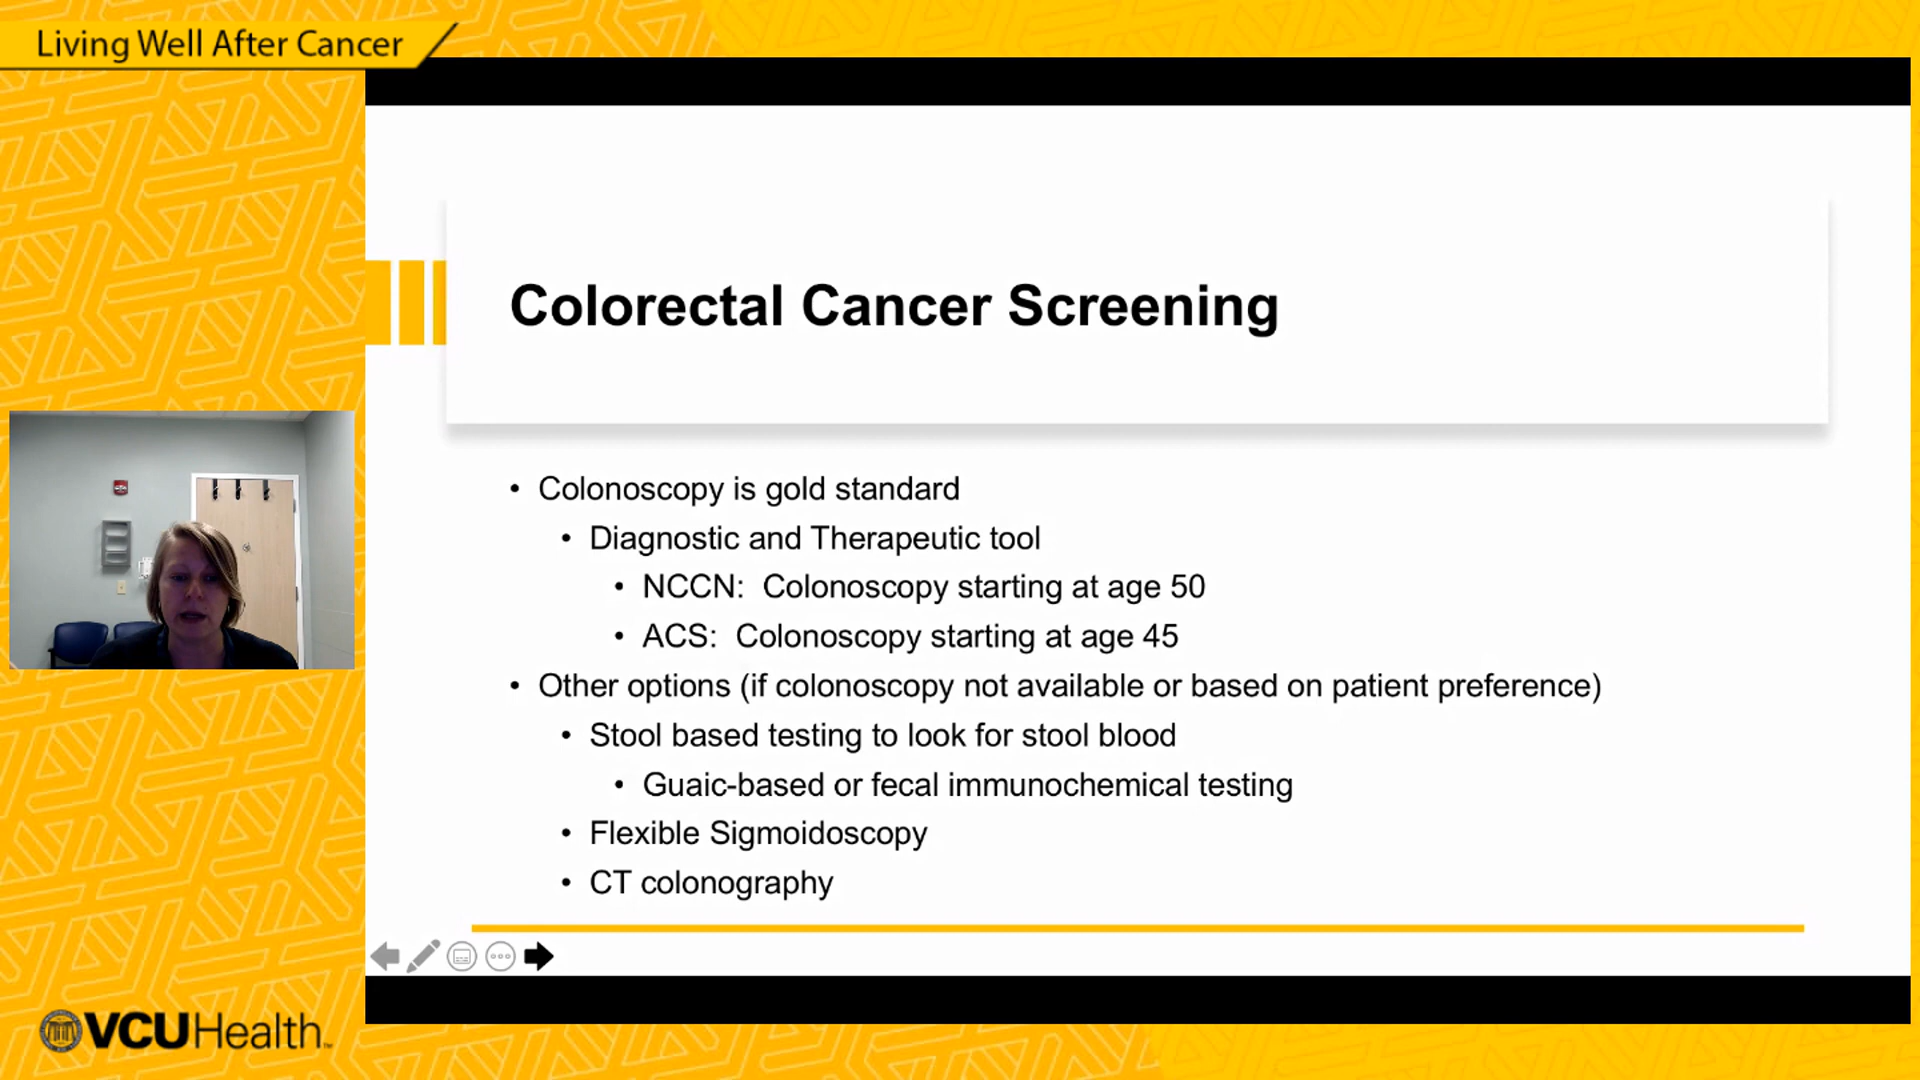 Living Well After Cancer
Colorectal Cancer Screening
• Colonoscopy is gold standard
• Diagnostic and Therapeutic tool
• NCCN:  Colonoscopy starting at age 50
• ACS:  Colonoscopy starting at age 45
• Other options (if colonoscopy not available or based on patient preference)
• Stool based testing to look for stool blood
• Guaic-based or fecal immunochemical testing
• Flexible Sigmoidoscopy
• CT colonography
VCUHealth™